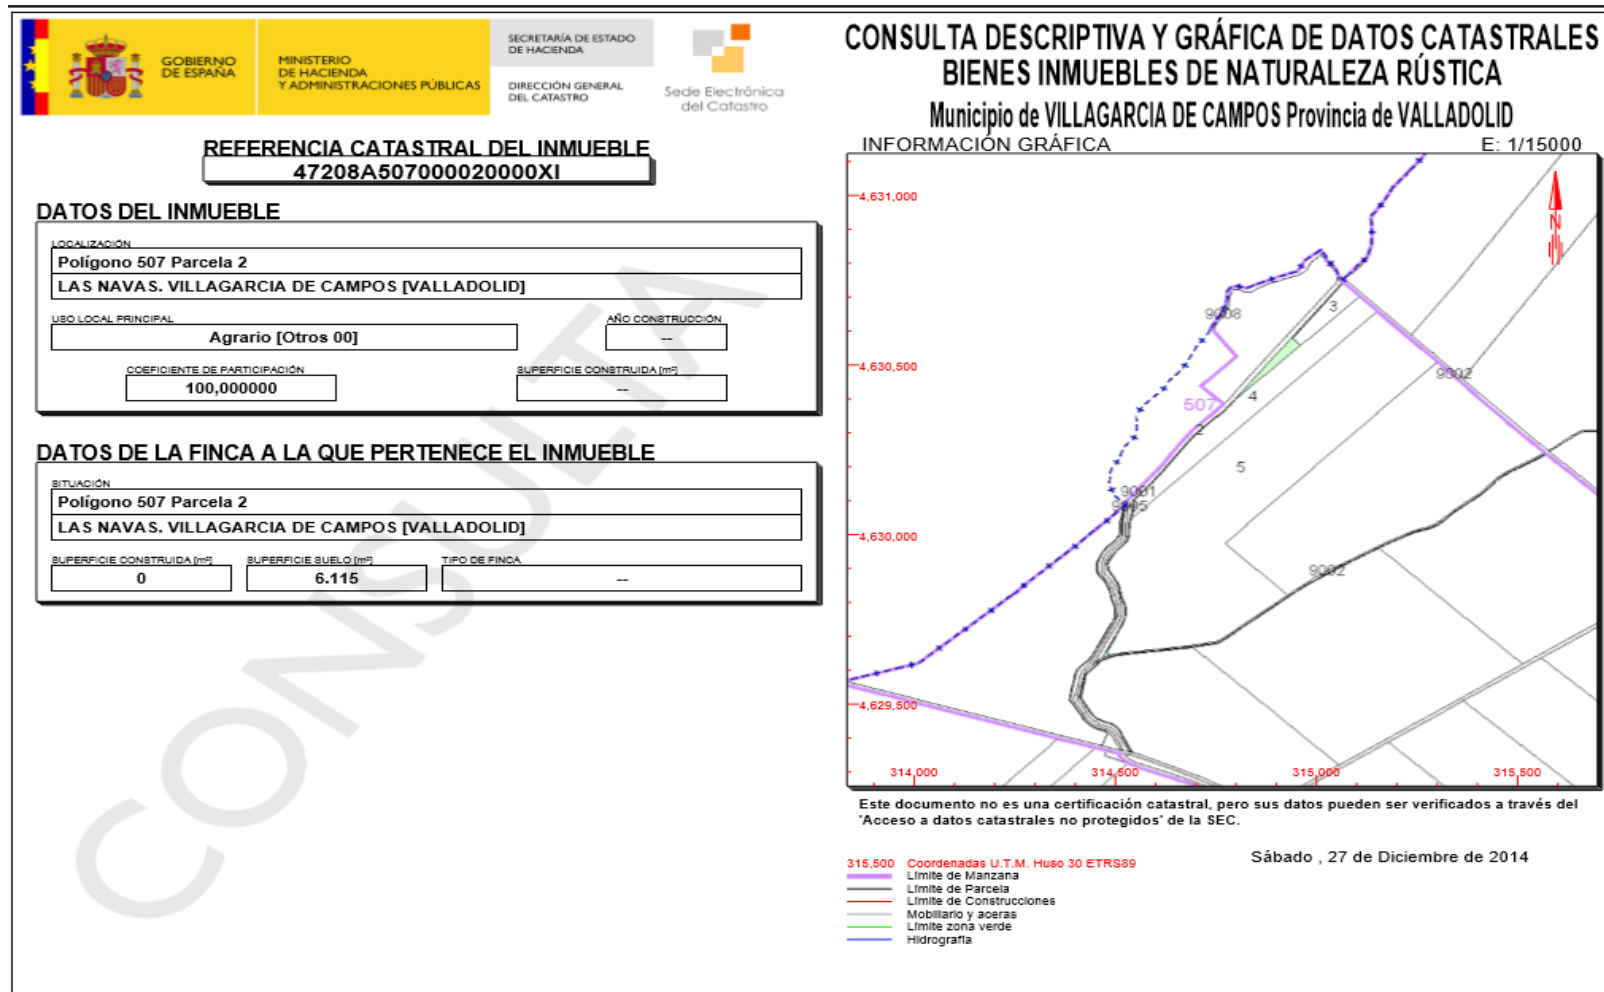 GOBIERNO
DE ESPAÑA
MINISTERIO
DE HACIENDA
Y ADMINISTRACIONES PÚBLICAS
SECRETARÍA DE ESTADO
DE HACIENDA
DIRECCIÓN GENERAL
DEL CATASTRO
Sede Electrónica
del Catastro
REFERENCIA CATASTRAL DEL INMUEBLE
47208A507000020000XI
DATOS DEL INMUEBLE
LOCALIZACIÓN
Polígono 507 Parcela 2
LAS NAVAS. VILLAGARCIA DE CAMPOS [VALLADOLID]
USO LOCAL PRINCIPAL
Agrario [Otros 00]
AÑO CONSTRUCCIÓN
--
COEFICIENTE DE PARTICIPACIÓN
100,000000
SUPERFICIE CONSTRUIDA [m²]
--
DATOS DE LA FINCA A LA QUE PERTENECE EL INMUEBLE
SITUACIÓN
Polígono 507 Parcela 2
LAS NAVAS. VILLAGARCIA DE CAMPOS [VALLADOLID]
SUPERFICIE CONSTRUIDA [m²]
0
SUPERFICIE SUELO [m²]
6.115
TIPO DE FINCA
--
CONSULTA
CONSULTA DESCRIPTIVA Y GRÁFICA DE DATOS CATASTRALES
BIENES INMUEBLES DE NATURALEZA RÚSTICA
Municipio de VILLAGARCIA DE CAMPOS Provincia de VALLADOLID
INFORMACIÓN GRÁFICA
E: 1/15000
4,631,000
N
3
9008
4,630,500
9002
4
507
2
5
9001
9005
4,630,000
9002
4,629,500
314,000
314,500
315,000
315,500
Este documento no es una certificación catastral, pero sus datos pueden ser verificados a través del
'Acceso a datos catastrales no protegidos' de la SEC.
315,500 Coordenadas U.T.M. Huso 30 ETRS89
Límite de Manzana
Límite de Parcela
Límite de Construcciones
Mobiliario y aceras
Límite zona verde
Hidrografía
Sábado , 27 de Diciembre de 2014